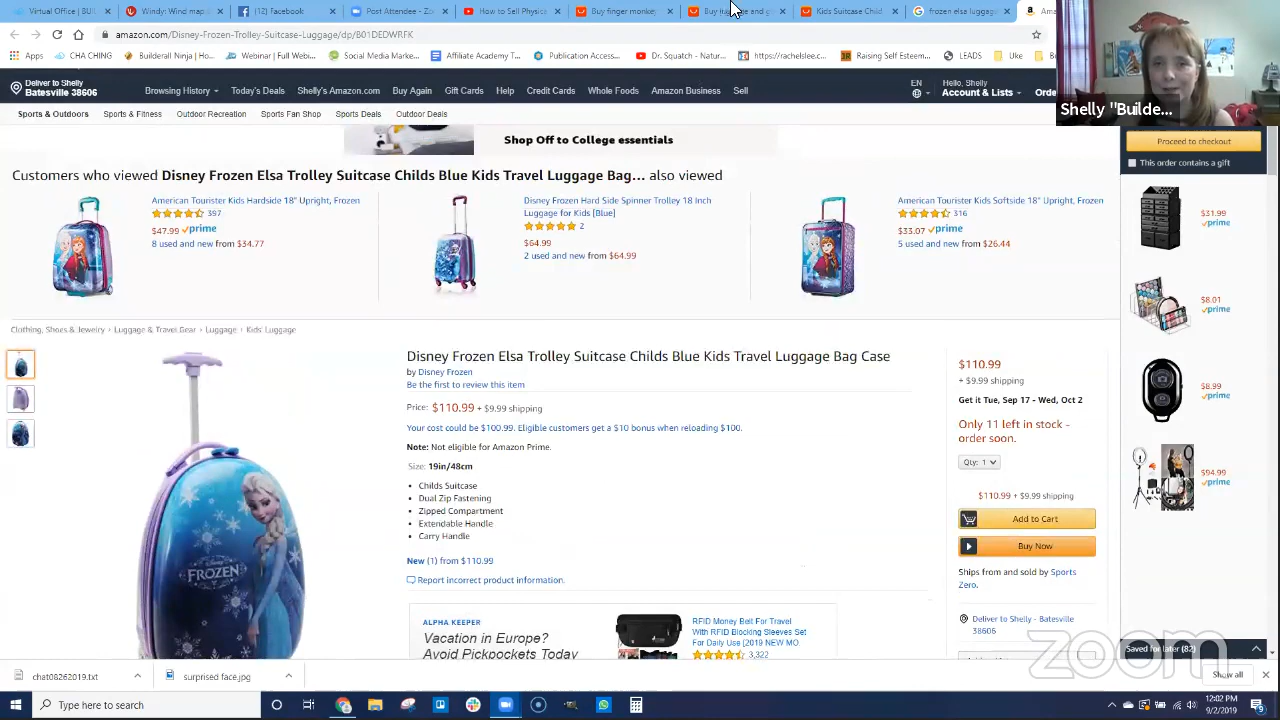 Undy: Win10:Office365
Facebook
Post Attendee - Zo
How to Sell Physic
Buy finger monkey
Buy
Kids Suitcase Child
frozen elsa luggage
amazon.com/Disney-Frozen-Trolley-Suitcase-Luggage/dp/B01DEDWRFK
Apps
CHA CHING
Builderall Ninja | Ho...
Webinar | Full Webi...
Social Media Market...
Affiliate Academy T...
Publication Access...
Dr. Squatch - Natur...
https://rachelslee.c...
Raising Self Esteem...
LEADS
Uke
Bo
Deliver to Shelly
Batesville 38606
Browsing History
Today's Deals
Shelly'sAmazon.com
Buy Again
Gift Cards
Help
Credit Cards
Whole Foods
Amazon Business
Sell
EN
Hello, Shelly
Account & Lists
Orde
Shelly "Builde...
Sports & Outdoors
Sports & Fitness
Outdoor Recreation
Sports Fan Shop
Sports Deals
Outdoor Deals
Shop Off to College essentials
Proceed to checkout
This order contains a gift
Customers who viewed Disney Frozen Elsa Trolley Suitcase Childs Blue Kids Travel Luggage Bag... also viewed
American Tourister Kids Hardside 18" Upright, Frozen
397
$47.99 prime
8 used and new from $34.77
Disney Frozen Hard Side Spinner Trolley 18 Inch
Luggage for Kids [Blue]
2
$64.99
2 used and new from $64.99
American Tourister Kids Softside 18" Upright, Frozen
316
$33.07 prime
5 used and new from $26.44
$31.99
prime
$8.01
prime
$8.99
prime
$94.99
prime
Clothing, Shoes & Jewelry › Luggage & Travel Gear › Luggage › Kids' Luggage
FROZEN
Disney Frozen Elsa Trolley Suitcase Childs Blue Kids Travel Luggage Bag Case
by Disney Frozen
Be the first to review this item
Price: $110.99 + $9.99 shipping
Your cost could be $100.99. Eligible customers get a $10 bonus when reloading $100.
Note: Not eligible for Amazon Prime.
Size: 19in/48cm
• Childs Suitcase
• Dual Zip Fastening
• Zipped Compartment
• Extendable Handle
• Carry Handle
New (1) from $110.99
Report incorrect product information.
$110.99
+ $9.99 shipping
Get it Tue, Sep 17 - Wed, Oct 2
Only 11 left in stock -
order soon.
Qty: 1
$110.99 + $9.99 shipping
Add to Cart
Buy Now
Ships from and sold by Sports
Zero.
Deliver to Shelly - Batesville
38606
ALPHA KEEPER
Vacation in Europe?
Avoid Pickpockets Today
RFID Money Belt For Travel
With RFID Blocking Sleeves Set
For Daily Use [2019 NEW MO
3,322
zoom
Saved for later (82)
chat08262019.txt
surprised face.jpg
Show all
Type here to search
12:02 PM
9/2/2019